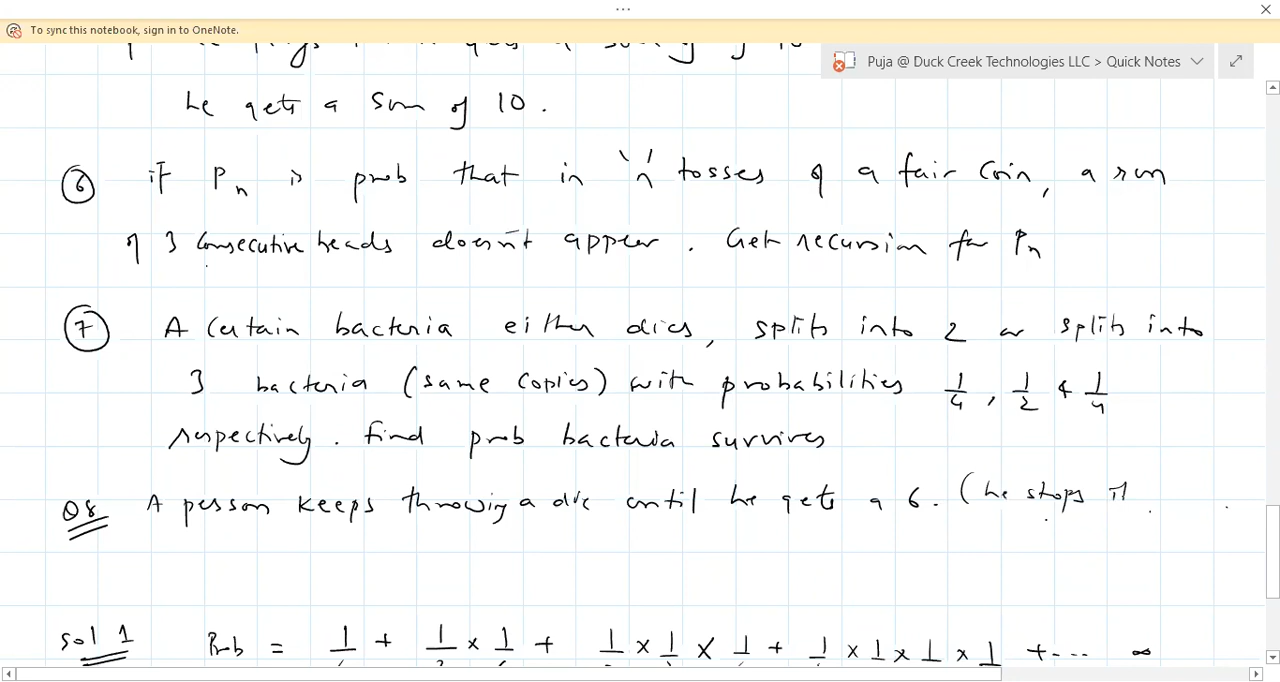 To sync this notebook, sign in to OneNote.
Puja @ Duck Creek Technologies LLC > Quick Notes
he gets a sum of 10.
⑥ if Pn is prob that in 'n' tosses of a fair coin, a run
of 3 consecutive heads doesn't appear. Get recursion for Pn
⑦ A certain bacteria either dies, splits into 2 or splits into
3 bacteria (same copies) with probabilities 1/4, 1/2 & 1/4
respectively. find prob bacteria survives
Q8 A person keeps throwing a die until he gets a 6. (he stops if
Sol 1 Prob = + + + +... ∞